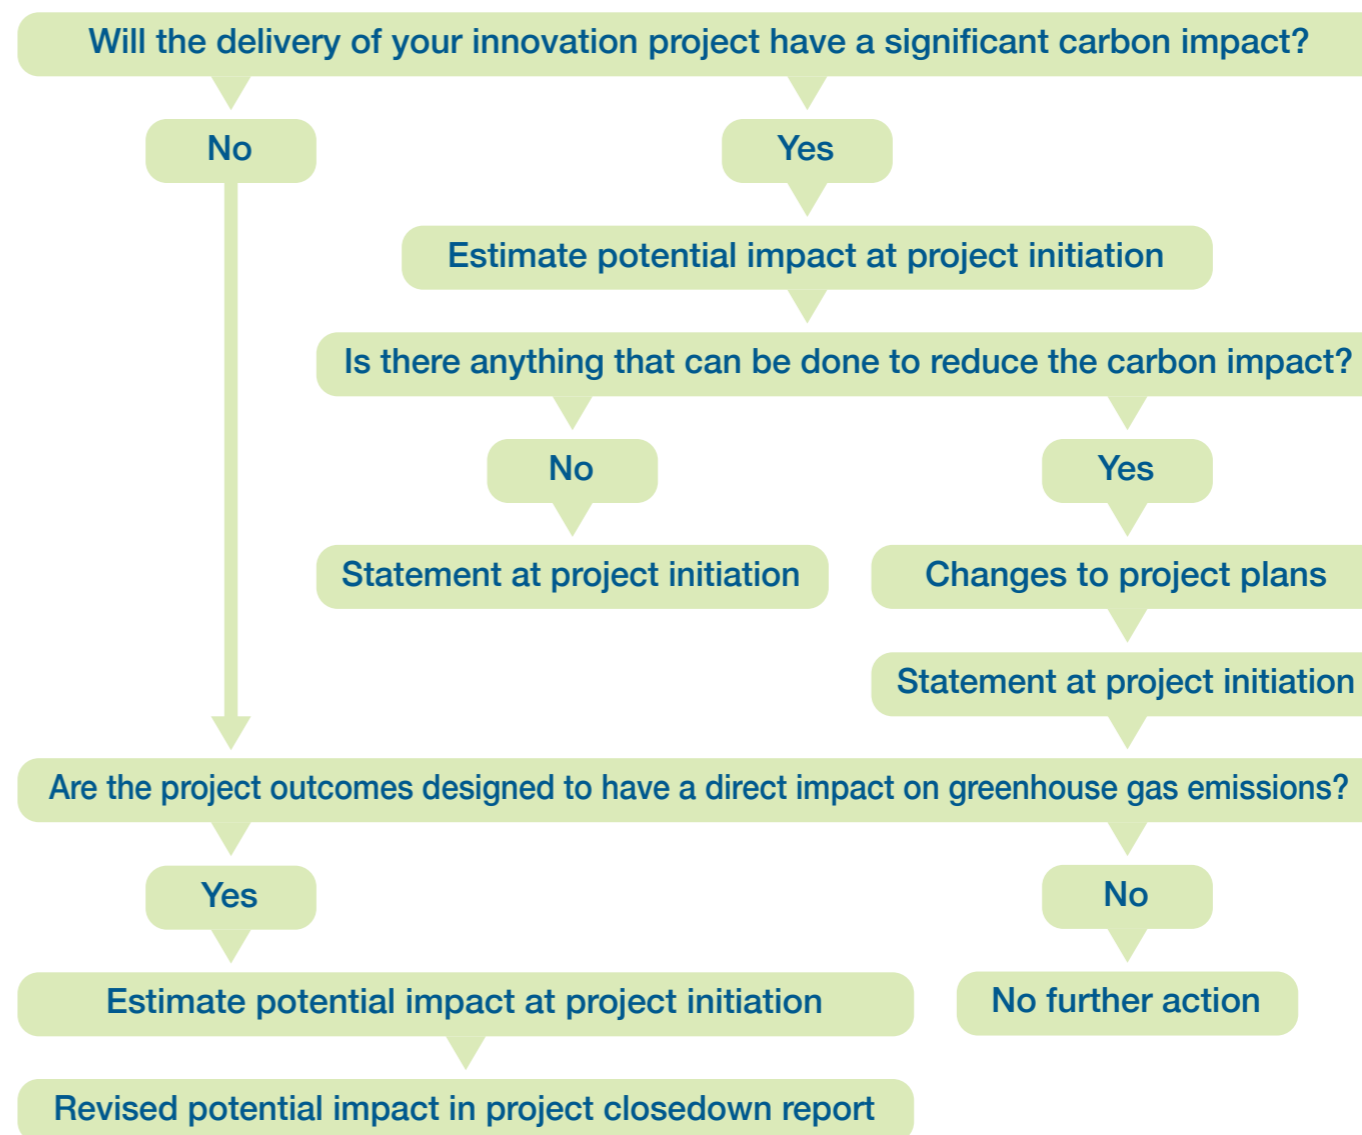 Will the delivery of your innovation project have a significant carbon impact?
No
Yes
Estimate potential impact at project initiation
Is there anything that can be done to reduce the carbon impact?
No
Yes
Statement at project initiation
Changes to project plans
Statement at project initiation
Are the project outcomes designed to have a direct impact on greenhouse gas emissions?
Yes
No
Estimate potential impact at project initiation
No further action
Revised potential impact in project closedown report